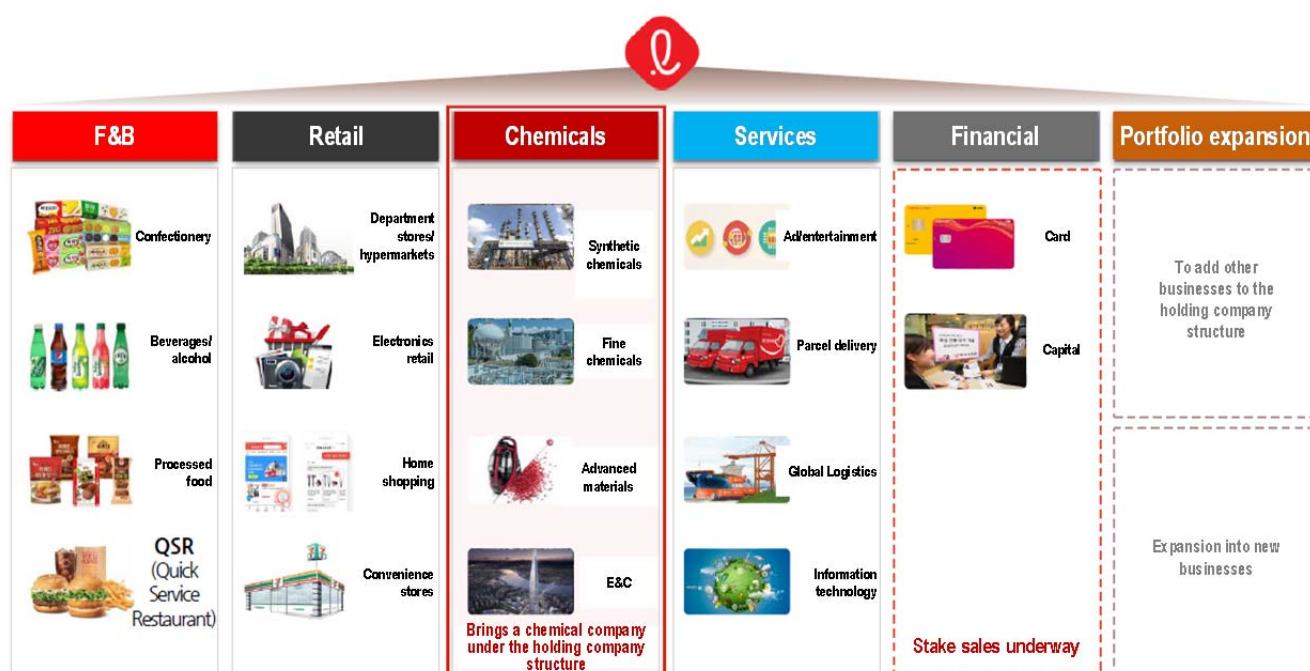 F&B
Retail
Chemicals
Services
Financial
Portfolio expansion
Confectionery
Beverages/
alcohol
Processed
food
QSR
(Quick
Service
Restaurant)
Department
stores/
hypermarkets
Electronics
retail
Home
shopping
Convenience
stores
Synthetic
chemicals
Fine
chemicals
Advanced
materials
E&C
Brings a chemical company
under the holding company
structure
Ad/entertainment
Parcel delivery
Global Logistics
Information
technology
Card
Capital
Stake sales underway
To add other
businesses to the
holding company
structure
Expansion into new
businesses